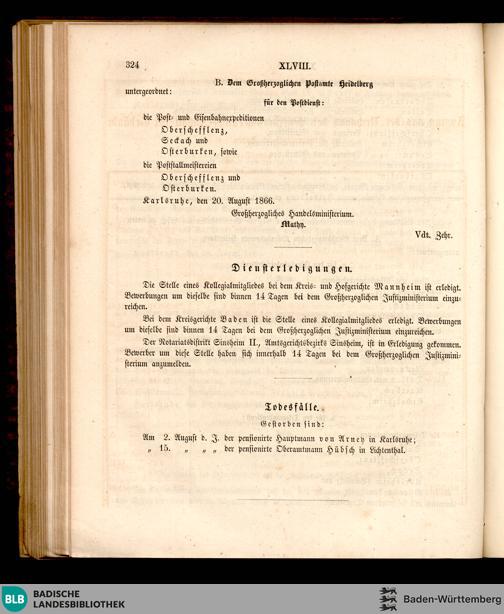 324
XLVIII.
B. Dem Großherzoglichen Postamte Heidelberg
untergeordnet:
für den Postdienst:
die Post- und Eisenbahnexpeditionen
Oberschefflenz,
Seckach und
Osterburken, sowie
die Poststallmeistereien
Oberschefflenz und
Osterburken.
Karlsruhe, den 20. August 1866.
Großherzogliches Handelsministerium.
Mathy.
Vdt. Zehr.
Diensterledigungen.
Die Stelle eines Kollegialmitgliedes bei dem Kreis- und Hofgerichte Mannheim ist erledigt.
Bewerbungen um dieselbe sind binnen 14 Tagen bei dem Großherzoglichen Justizministerium einzu-
reichen.
Bei dem Kreisgerichte Baden ist die Stelle eines Kollegialmitgliedes erledigt. Bewerbungen
um dieselbe sind binnen 14 Tagen bei dem Großherzoglichen Justizministerium einzureichen.
Der Notariatsdistrikt Sinsheim II., Amtsgerichtsbezirks Sinsheim, ist in Erledigung gekommen.
Bewerber um diese Stelle haben sich innerhalb 14 Tagen bei dem Großherzoglichen Justizmini-
sterium anzumelden.
Todesfälle.
Gestorben sind:
Am 2. August d. J. der pensionirte Hauptmann von Arney in Karlsruhe;
„ 15. „ „ „ der pensionirte Oberamtmann Hübsch in Lichtenthal.
BLB BADISCHE
LANDESBIBLIOTHEK
Baden-Württemberg